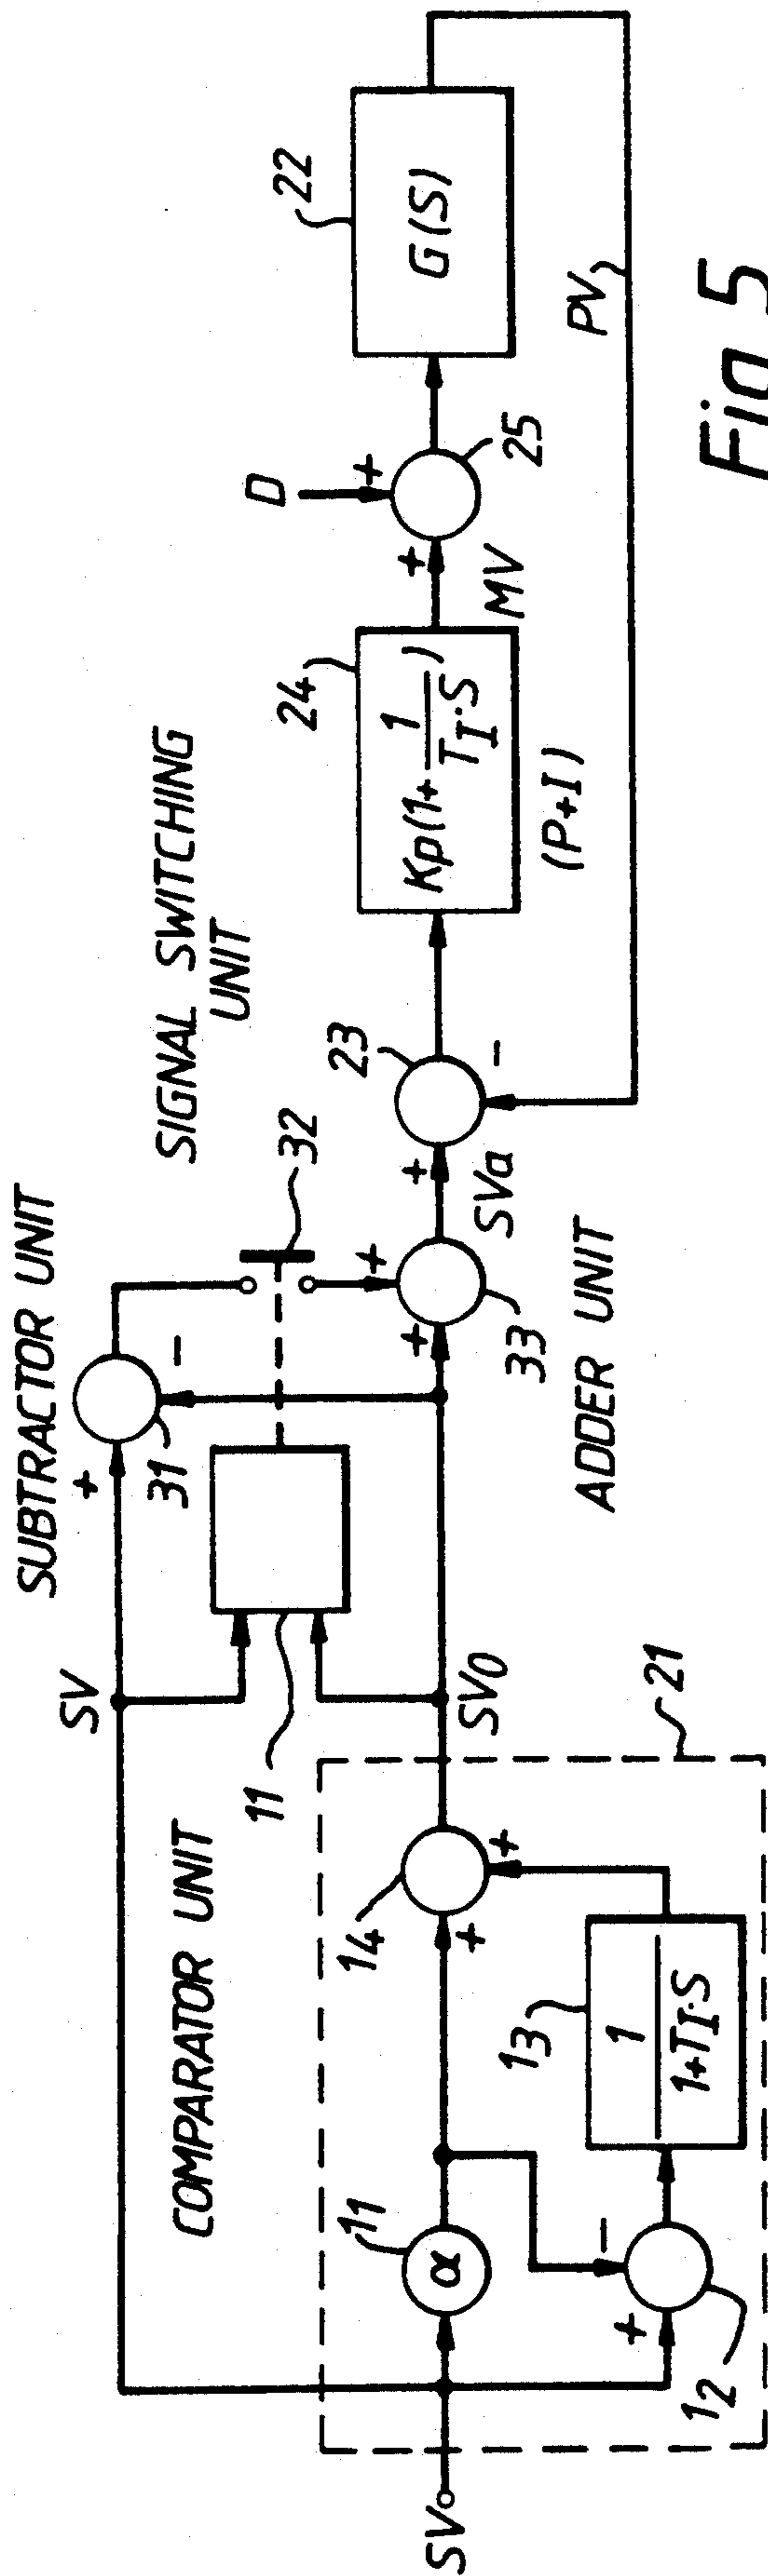 SUBTRACTOR UNIT
SIGNAL SWITCHING
UNIT
COMPARATOR UNIT
SV
+
-
31
32
11
D
+
22
G(S)
24
Kp(1+ 1/TI·S)
(P+I)
MV
+
25
SV
11
α
14
+
+
SV0
+
+
33
SVa
+
23
-
PV
ADDER UNIT
21
12
+
-
13
1/1+TI·S
Fig. 5